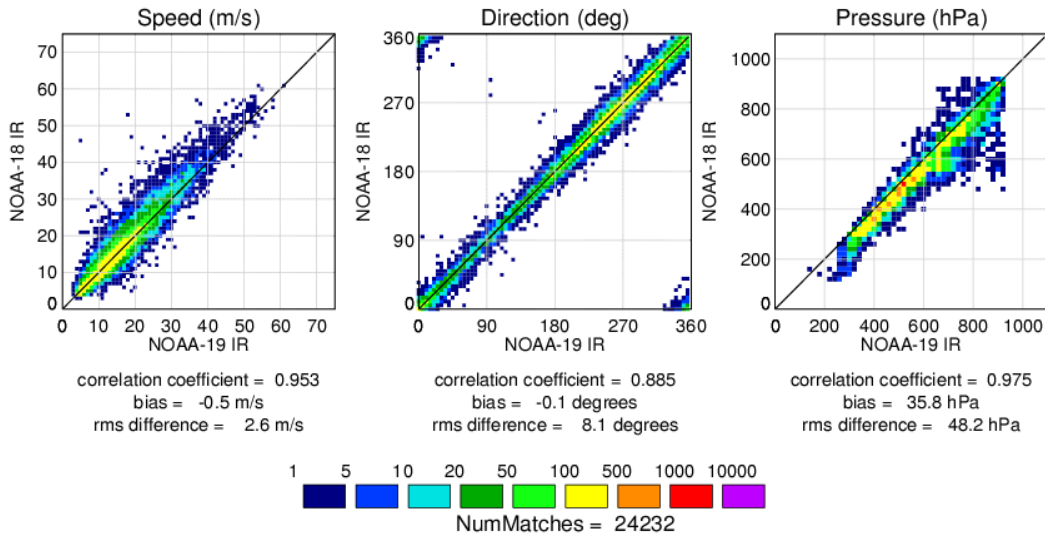 Speed (m/s)
NOAA-18 IR
70
60
50
40
30
20
10
0
0 10 20 30 40 50 60 70
NOAA-19 IR
correlation coefficient = 0.953
bias = -0.5 m/s
rms difference = 2.6 m/s
Direction (deg)
NOAA-18 IR
360
270
180
90
0
0 90 180 270 360
NOAA-19 IR
correlation coefficient = 0.885
bias = -0.1 degrees
rms difference = 8.1 degrees
Pressure (hPa)
NOAA-18 IR
1000
800
600
400
200
0
0 200 400 600 800 1000
NOAA-19 IR
correlation coefficient = 0.975
bias = 35.8 hPa
rms difference = 48.2 hPa
1 5 10 20 50 100 500 1000 10000
NumMatches = 24232